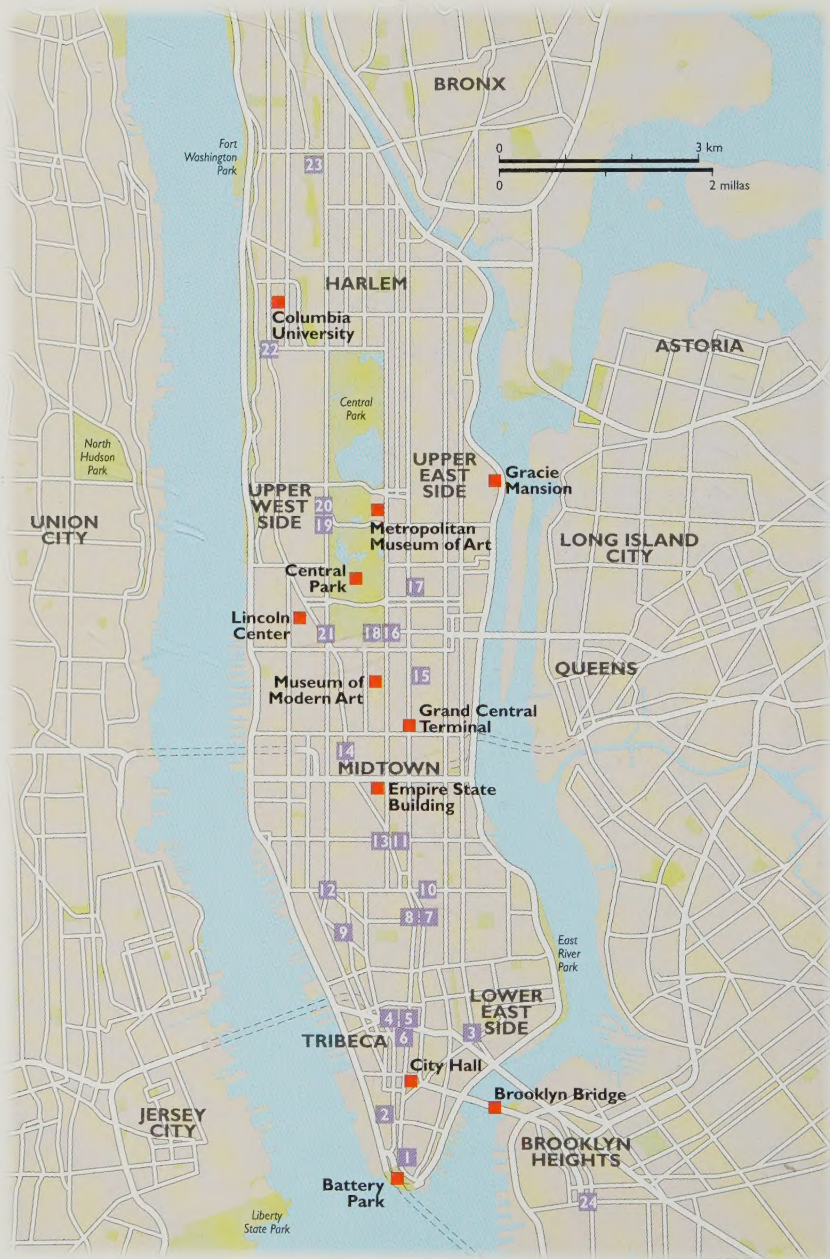 BRONX
Fort
Washington
Park
0 3 km
0 2 millas
23
HARLEM
Columbia
University
22
ASTORIA
Central
Park
North
Hudson
Park
UPPER
EAST
SIDE
Gracie
Mansion
UPPER
WEST
SIDE
20
19
Metropolitan
Museum of Art
UNION
CITY
LONG ISLAND
CITY
Central
Park
17
Lincoln
Center
21
18 16
QUEENS
Museum of
Modern Art
15
Grand Central
Terminal
14
MIDTOWN
Empire State
Building
13 11
12
10
8 7
9
East
River
Park
LOWER
EAST
SIDE
4 5
6
3
TRIBECA
City Hall
Brooklyn Bridge
2
JERSEY
CITY
BROOKLYN
HEIGHTS
1
Battery
Park
24
Liberty
State Park